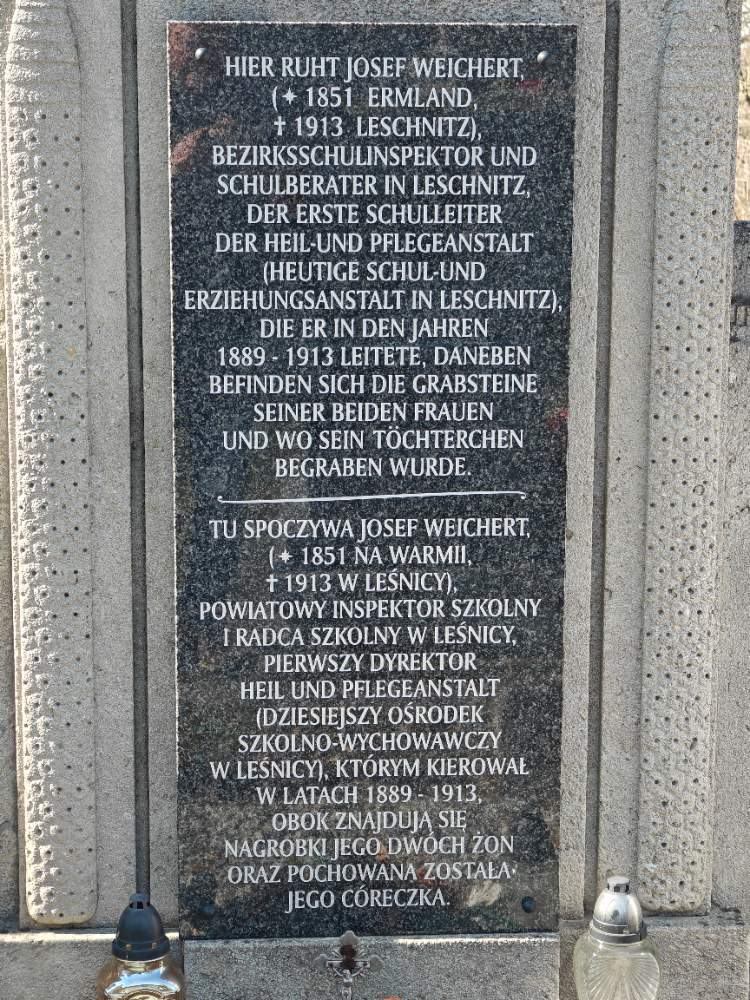 HIER RUHT JOSEF WEICHERT,
(✴ 1851 ERMLAND,
✝ 1913 LESCHNITZ),
BEZIRKSSCHULINSPEKTOR UND
SCHULBERATER IN LESCHNITZ,
DER ERSTE SCHULLEITER
DER HEIL-UND PFLEGEANSTALT
(HEUTIGE SCHUL-UND
ERZIEHUNGSANSTALT IN LESCHNITZ),
DIE ER IN DEN JAHREN
1889 - 1913 LEITETE, DANEBEN
BEFINDEN SICH DIE GRABSTEINE
SEINER BEIDEN FRAUEN
UND WO SEIN TÖCHTERCHEN
BEGRABEN WURDE.
TU SPOCZYWA JOSEF WEICHERT,
(✴ 1851 NA WARMII,
✝ 1913 W LEŚNICY),
POWIATOWY INSPEKTOR SZKOLNY
I RADCA SZKOLNY W LEŚNICY,
PIERWSZY DYREKTOR
HEIL UND PFLEGEANSTALT
(DZIESIEJSZY OŚRODEK
SZKOLNO-WYCHOWAWCZY
W LEŚNICY), KTÓRYM KIEROWAŁ
W LATACH 1889 - 1913,
OBOK ZNAJDUJĄ SIĘ
NAGROBKI JEGO DWÓCH ŻON
ORAZ POCHOWANA ZOSTAŁA
JEGO CÓRECZKA.